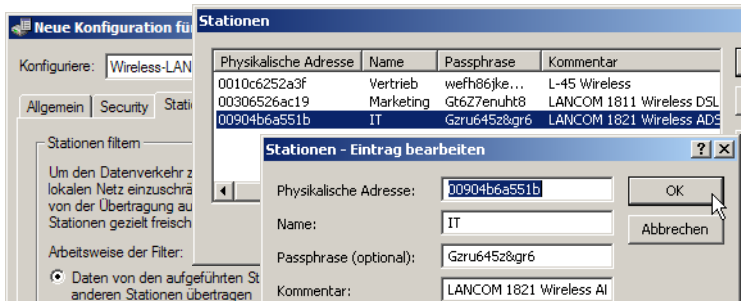 Neue Konfiguration fü
Konfiguriere: Wireless-LAN
Allgemein Security Stati
Stationen filtern
Um den Datenverkehr z
lokalen Netz einzuschrä
von der Übertragung au
Stationen gezielt freisch
Arbeitsweise der Filter:
Daten von den aufgeführten St
anderen Stationen übertragen
Stationen
Physikalische Adresse Name Passphrase Kommentar
0010c6252a3f Vertrieb wefh86jke... L-45 Wireless
00306526ac19 Marketing Gt6Z7enuht8 LANCOM 1811 Wireless DSL
00904b6a551b IT Gzru645z&gr6 LANCOM 1821 Wireless ADS
Stationen - Eintrag bearbeiten
Physikalische Adresse: 00904b6a551b OK
Name: IT Abbrechen
Passphrase (optional): Gzru645z&gr6
Kommentar: LANCOM 1821 Wireless AI